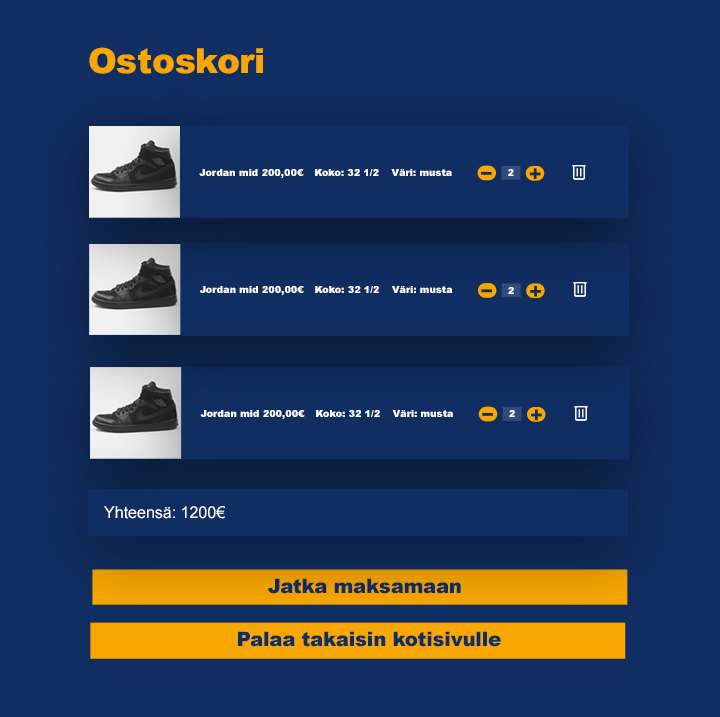 Ostoskori
Jordan mid 200,00€ Koko: 32 1/2 Väri: musta 2
Jordan mid 200,00€ Koko: 32 1/2 Väri: musta 2
Jordan mid 200,00€ Koko: 32 1/2 Väri: musta 2
Yhteensä: 1200€
Jatka maksamaan
Palaa takaisin kotisivulle